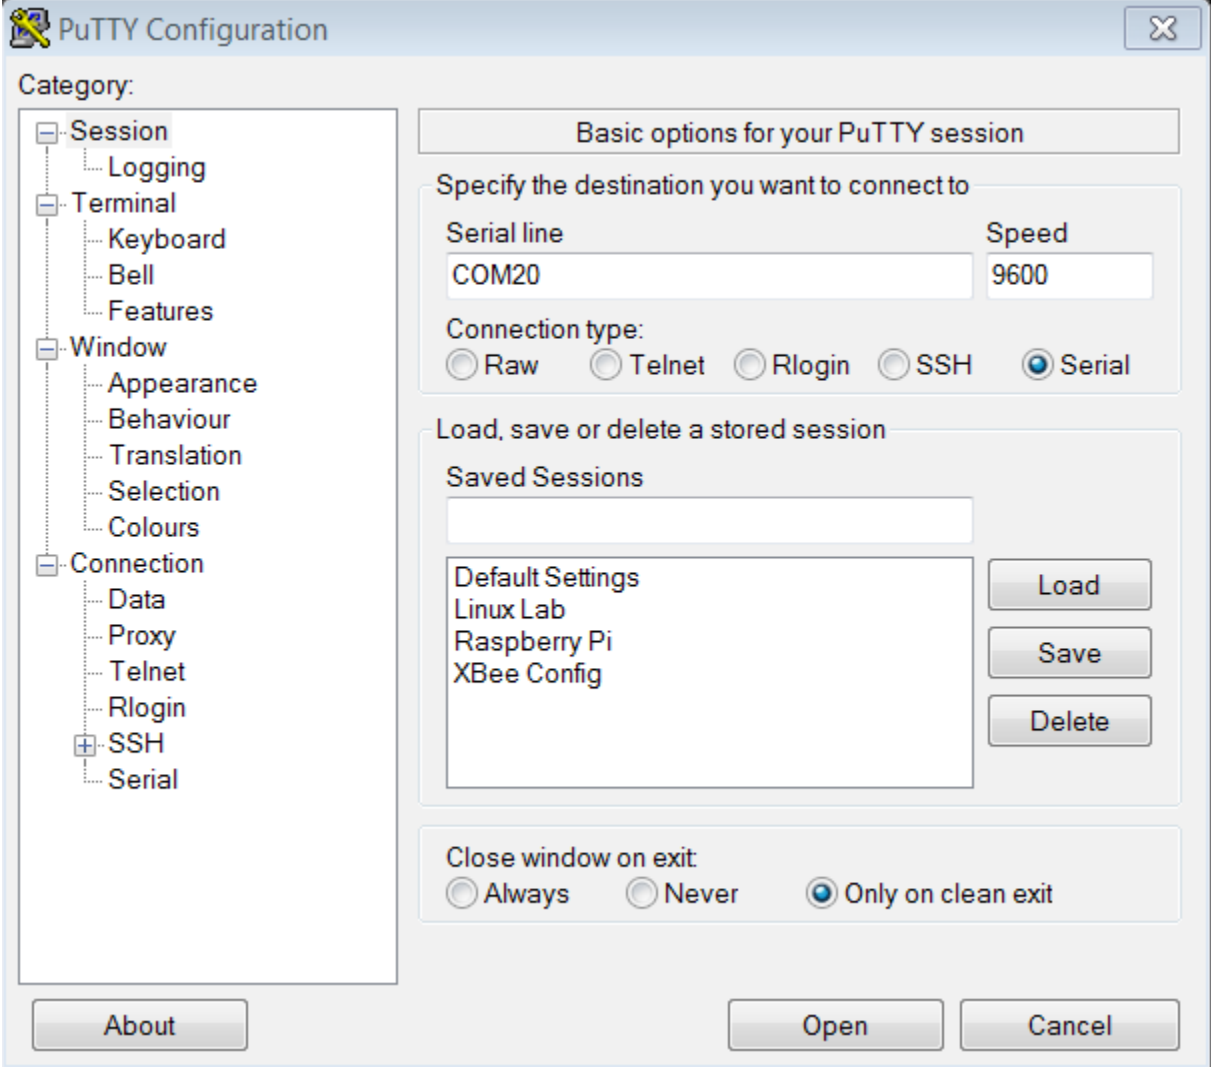 PuTTY Configuration
Category:
Session
Logging
Terminal
Keyboard
Bell
Features
Window
Appearance
Behaviour
Translation
Selection
Colours
Connection
Data
Proxy
Telnet
Rlogin
SSH
Serial
Basic options for your PuTTY session
Specify the destination you want to connect to
Serial line Speed
COM20 9600
Connection type:
Raw Telnet Rlogin SSH Serial
Load, save or delete a stored session
Saved Sessions
Default Settings
Linux Lab
Raspberry Pi
XBee Config
Load
Save
Delete
Close window on exit:
Always Never Only on clean exit
About Open Cancel